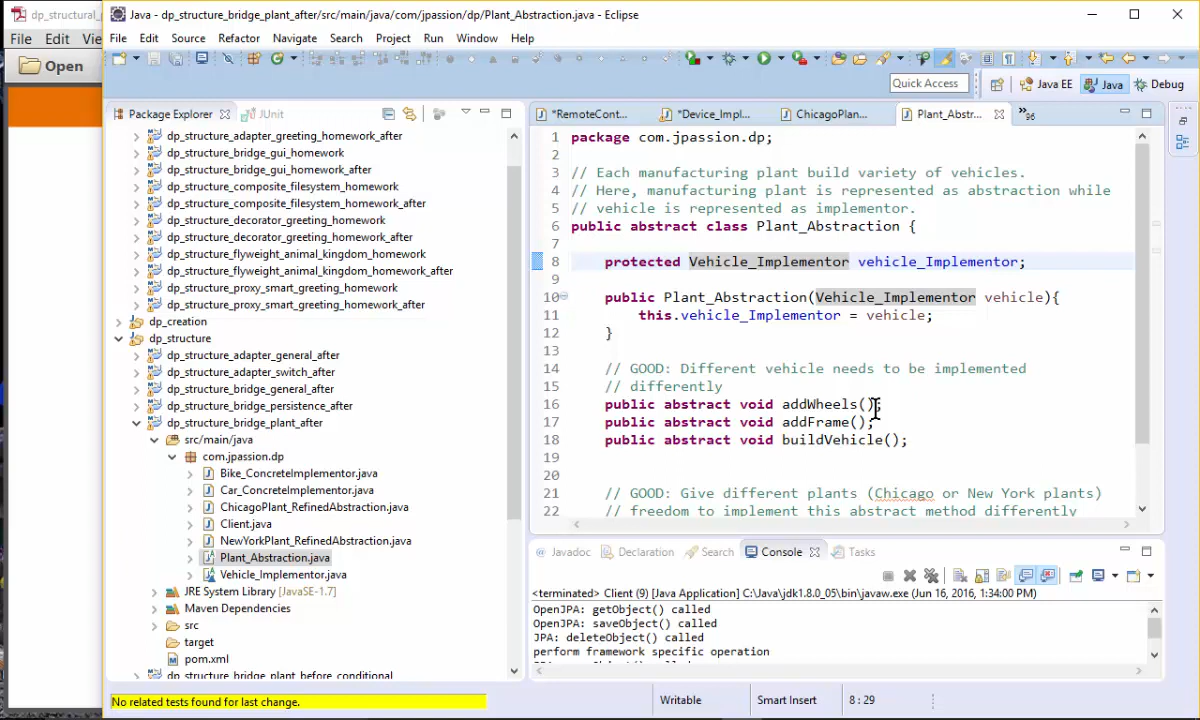 dp_structural_
Java - dp_structure_bridge_plant_after/src/main/java/com/jpassion/dp/Plant_Abstraction.java - Eclipse
File Edit Vie
File Edit Source Refactor Navigate Search Project Run Window Help
Open
Quick Access
Java EE
Java
Debug
Package Explorer
JUnit
*RemoteCont...
*Device_Impl...
ChicagoPlan...
Plant_Abstr...
»96
dp_structure_adapter_greeting_homework_after
dp_structure_bridge_gui_homework
dp_structure_bridge_gui_homework_after
dp_structure_composite_filesystem_homework
dp_structure_composite_filesystem_homework_after
dp_structure_decorator_greeting_homework
dp_structure_decorator_greeting_homework_after
dp_structure_flyweight_animal_kingdom_homework
dp_structure_flyweight_animal_kingdom_homework_after
dp_structure_proxy_smart_greeting_homework
dp_structure_proxy_smart_greeting_homework_after
dp_creation
dp_structure
dp_structure_adapter_general_after
dp_structure_adapter_switch_after
dp_structure_bridge_general_after
dp_structure_bridge_persistence_after
dp_structure_bridge_plant_after
src/main/java
com.jpassion.dp
Bike_ConcreteImplementor.java
Car_ConcreteImplementor.java
ChicagoPlant_RefinedAbstraction.java
Client.java
NewYorkPlant_RefinedAbstraction.java
Plant_Abstraction.java
Vehicle_Implementor.java
JRE System Library [JavaSE-1.7]
Maven Dependencies
src
target
pom.xml
dp_structure_bridge_plant_before_conditional
1 package com.jpassion.dp;
2
3 // Each manufacturing plant build variety of vehicles.
4 // Here, manufacturing plant is represented as abstraction while
5 // vehicle is represented as implementor.
6 public abstract class Plant_Abstraction {
7
8 protected Vehicle_Implementor vehicle_Implementor;
9
10 public Plant_Abstraction(Vehicle_Implementor vehicle){
11 this.vehicle_Implementor = vehicle;
12 }
13
14 // GOOD: Different vehicle needs to be implemented
15 // differently
16 public abstract void addWheels();
17 public abstract void addFrame();
18 public abstract void buildVehicle();
19
20
21 // GOOD: Give different plants (Chicago or New York plants)
22 // freedom to implement this abstract method differently
Javadoc
Declaration
Search
Console
Tasks
<terminated> Client (9) [Java Application] C:\Java\jdk1.8.0_05\bin\javaw.exe (Jun 16, 2016, 1:34:00 PM)
OpenJPA: getObject() called
OpenJPA: saveObject() called
JPA: deleteObject() called
perform framework specific operation
No related tests found for last change.
Writable
Smart Insert
8 : 29